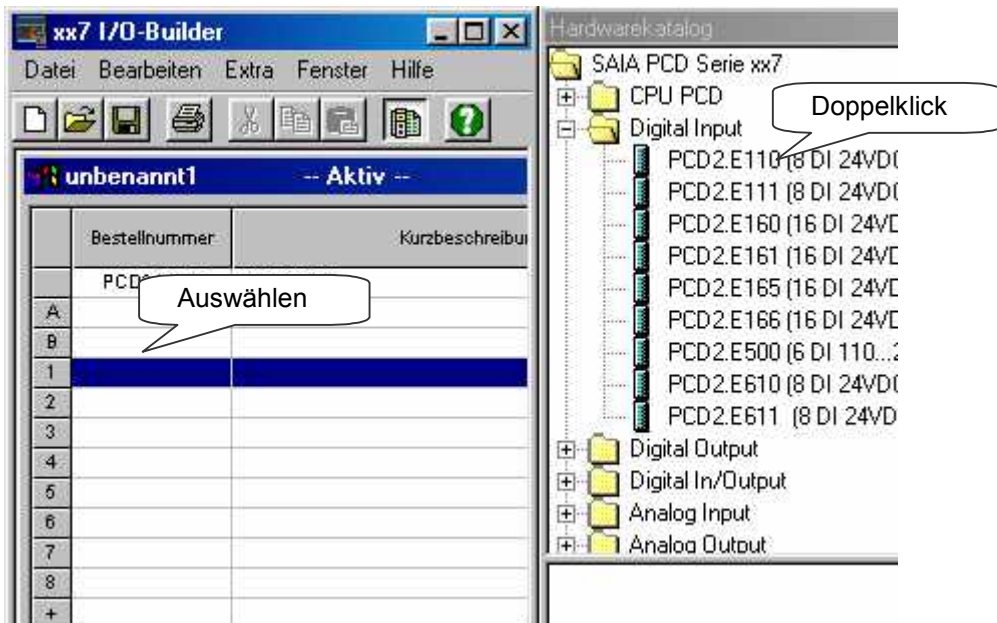 xx7 I/O-Builder
Datei Bearbeiten Extra Fenster Hilfe
unbenannt1 -- Aktiv --
Bestellnummer Kurzbeschreibu
A
Auswählen
B
1
2
3
4
5
6
7
8
+
Hardwarekatalog
SAIA PCD Serie xx7
CPU PCD
Doppelklick
Digital Input
PCD2.E110 (8 DI 24VDC
PCD2.E111 (8 DI 24VDC
PCD2.E160 (16 DI 24VD
PCD2.E161 (16 DI 24VD
PCD2.E165 (16 DI 24VD
PCD2.E166 (16 DI 24VD
PCD2.E500 (6 DI 110...2
PCD2.E610 (8 DI 24VDC
PCD2.E611 (8 DI 24VD
Digital Output
Digital In/Output
Analog Input
Analog Output